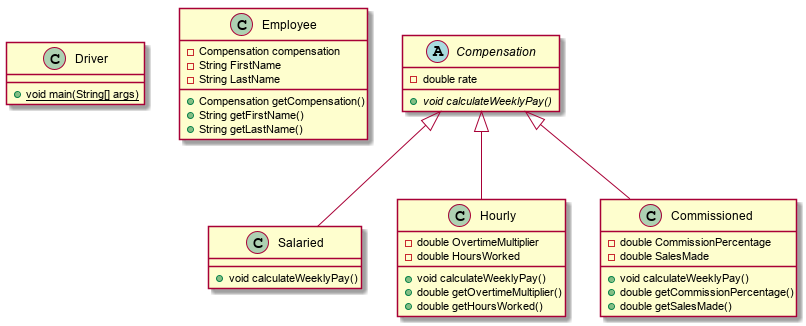 C Driver
void main(String[] args)
C Employee
Compensation compensation
String FirstName
String LastName
Compensation getCompensation()
String getFirstName()
String getLastName()
A Compensation
double rate
void calculateWeeklyPay()
C Salaried
void calculateWeeklyPay()
C Hourly
double OvertimeMultiplier
double HoursWorked
void calculateWeeklyPay()
double getOvertimeMultiplier()
double getHoursWorked()
C Commissioned
double CommissionPercentage
double SalesMade
void calculateWeeklyPay()
double getCommissionPercentage()
double getSalesMade()